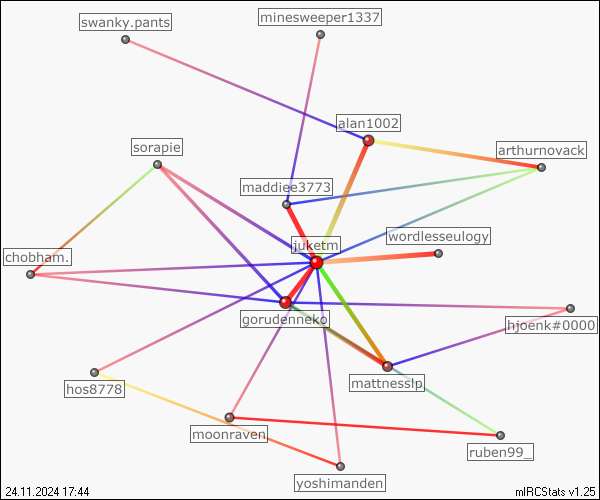 minesweeper1337
swanky.pants
alan1002
sorapie
arthurnovack
maddiee3773
wordlesseulogy
juketm
chobham.
gorudenneko
hjoenk#0000
mattness!p
hos8778
moonraven
ruben99_
yoshimanden
24.11.2024 17:44
mIRCStats v1.25